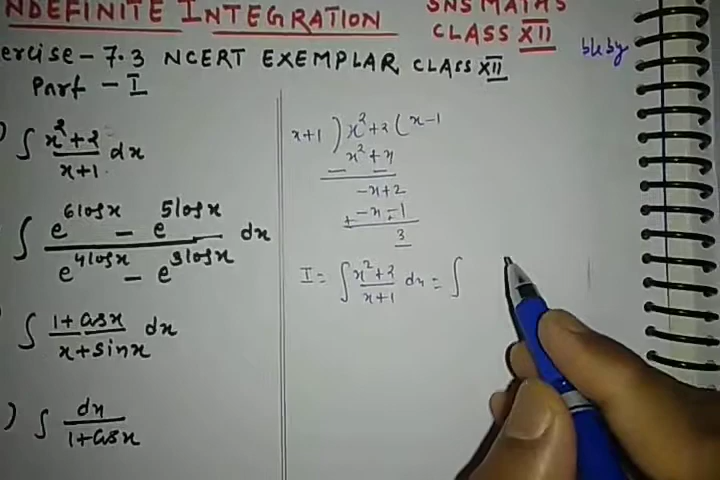 NDEFINITE INTEGRATION
SNS MATHS
CLASS XII
ercise - 7.3 NCERT EXEMPLAR CLASS XII
Part - I
) ∫ x²+2/x+1 dx
∫ e^6logx - e^5logx / e^4logx - e^3logx dx
∫ 1+cosx/x+sinx dx
) ∫ dx/1+cosx
x+1 ) x²+2 ( x-1
x²+x
- -
-x+2
-x-1
+ +
3
I = ∫ x²+2/x+1 dx = ∫